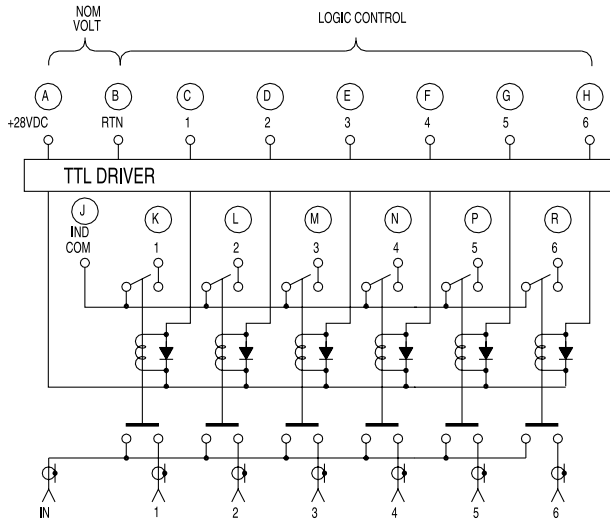 NOM
VOLT
LOGIC CONTROL
A B C D E F G H
+28VDC RTN 1 2 3 4 5 6
TTL DRIVER
J K L M N P R
IND
COM
1 2 3 4 5 6
IN 1 2 3 4 5 6